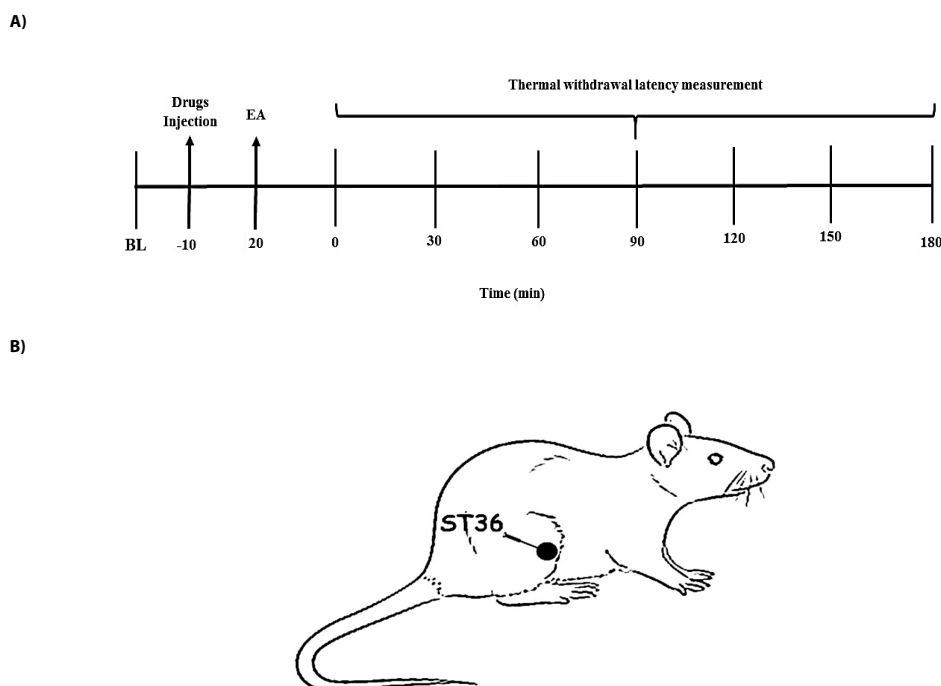 A)
Thermal withdrawal latency measurement
Drugs
Injection
EA
BL -10 20 0 30 60 90 120 150 180
Time (min)
B)
ST36